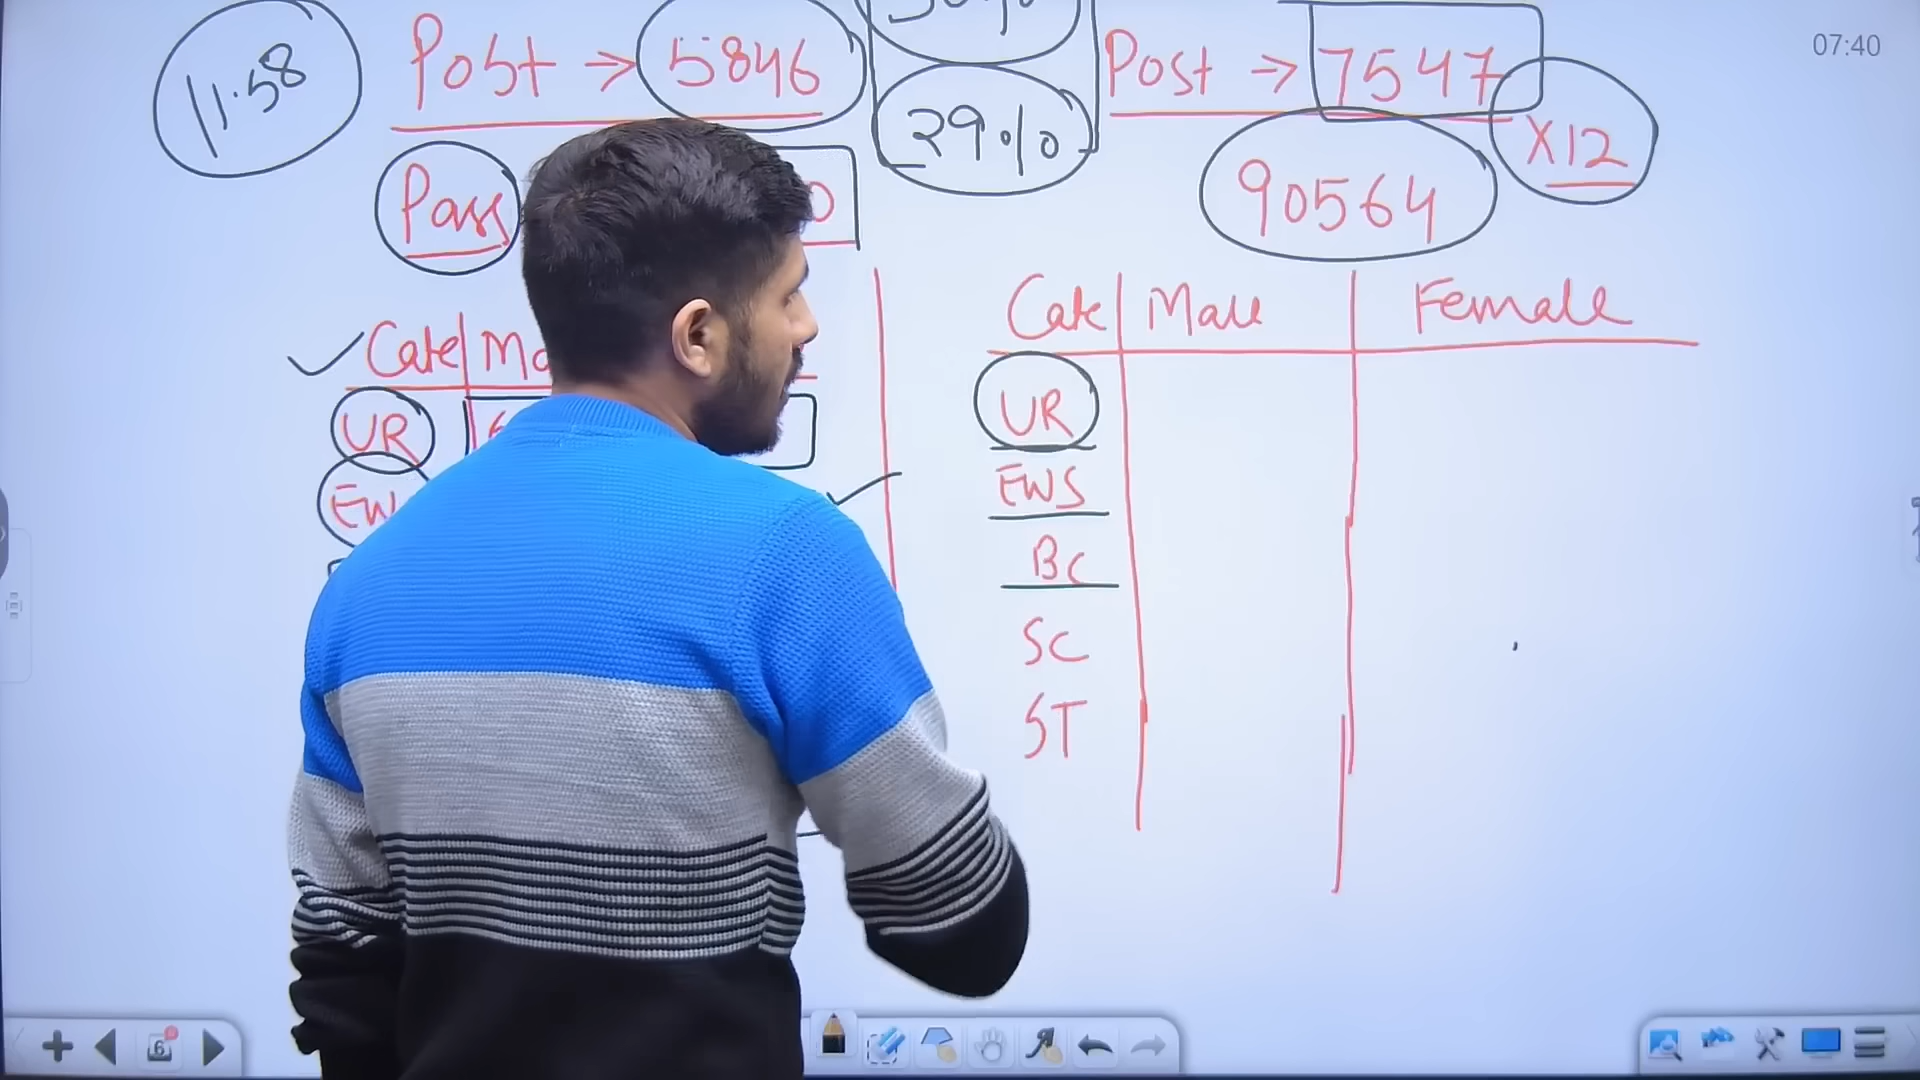 11.58
Post → 5846
29%
Post → 7547
X12
07:40
Pass
90564
Cate
UR
Cate Male Female
UR
EWS
BC
SC
ST
6